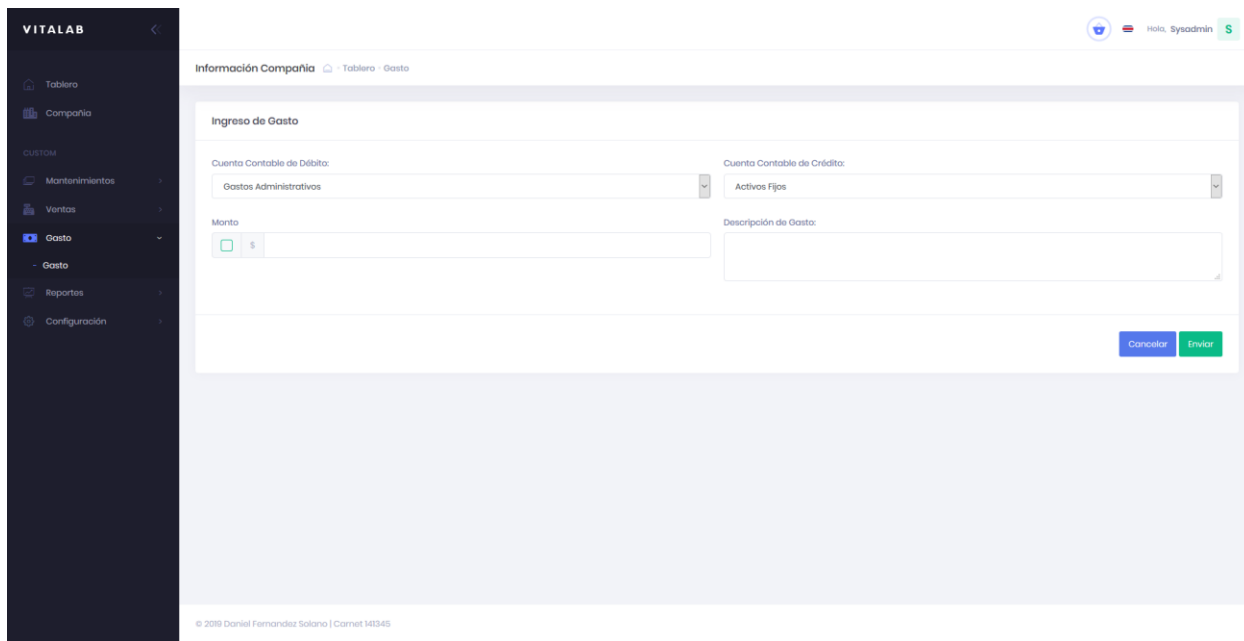 VITALAB
Hola, Sysadmin S
Información Compañia - Tablero - Gasto
Tablero
Compañia
CUSTOM
Mantenimientos
Ventas
Gasto
- Gasto
Reportes
Configuración
Ingreso de Gasto
Cuenta Contable de Débito:
Cuenta Contable de Crédito:
Gastos Administrativos
Activos Fijos
Monto
Descripción de Gasto:
$
Cancelar Enviar
© 2019 Daniel Fernandez Solano | Carnet 141345